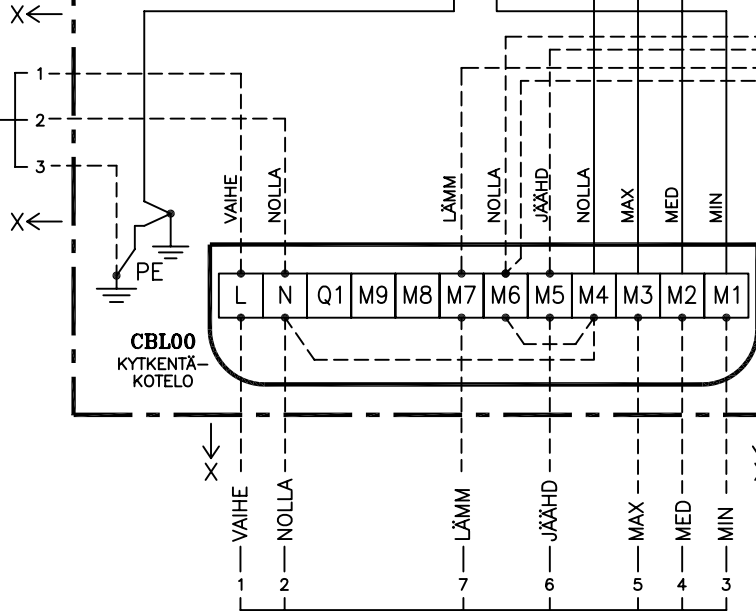 X
1
2
3
X
VAIHE
NOLLA
LÄMM
NOLLA
JÄÄHD
NOLLA
MAX
MED
MIN
PE
L N Q1 M9 M8 M7 M6 M5 M4 M3 M2 M1
CBL00
KYTKENTÄ-
KOTELO
X
VAIHE
NOLLA
LÄMM
JÄÄHD
MAX
MED
MIN
1 2 7 6 5 4 3